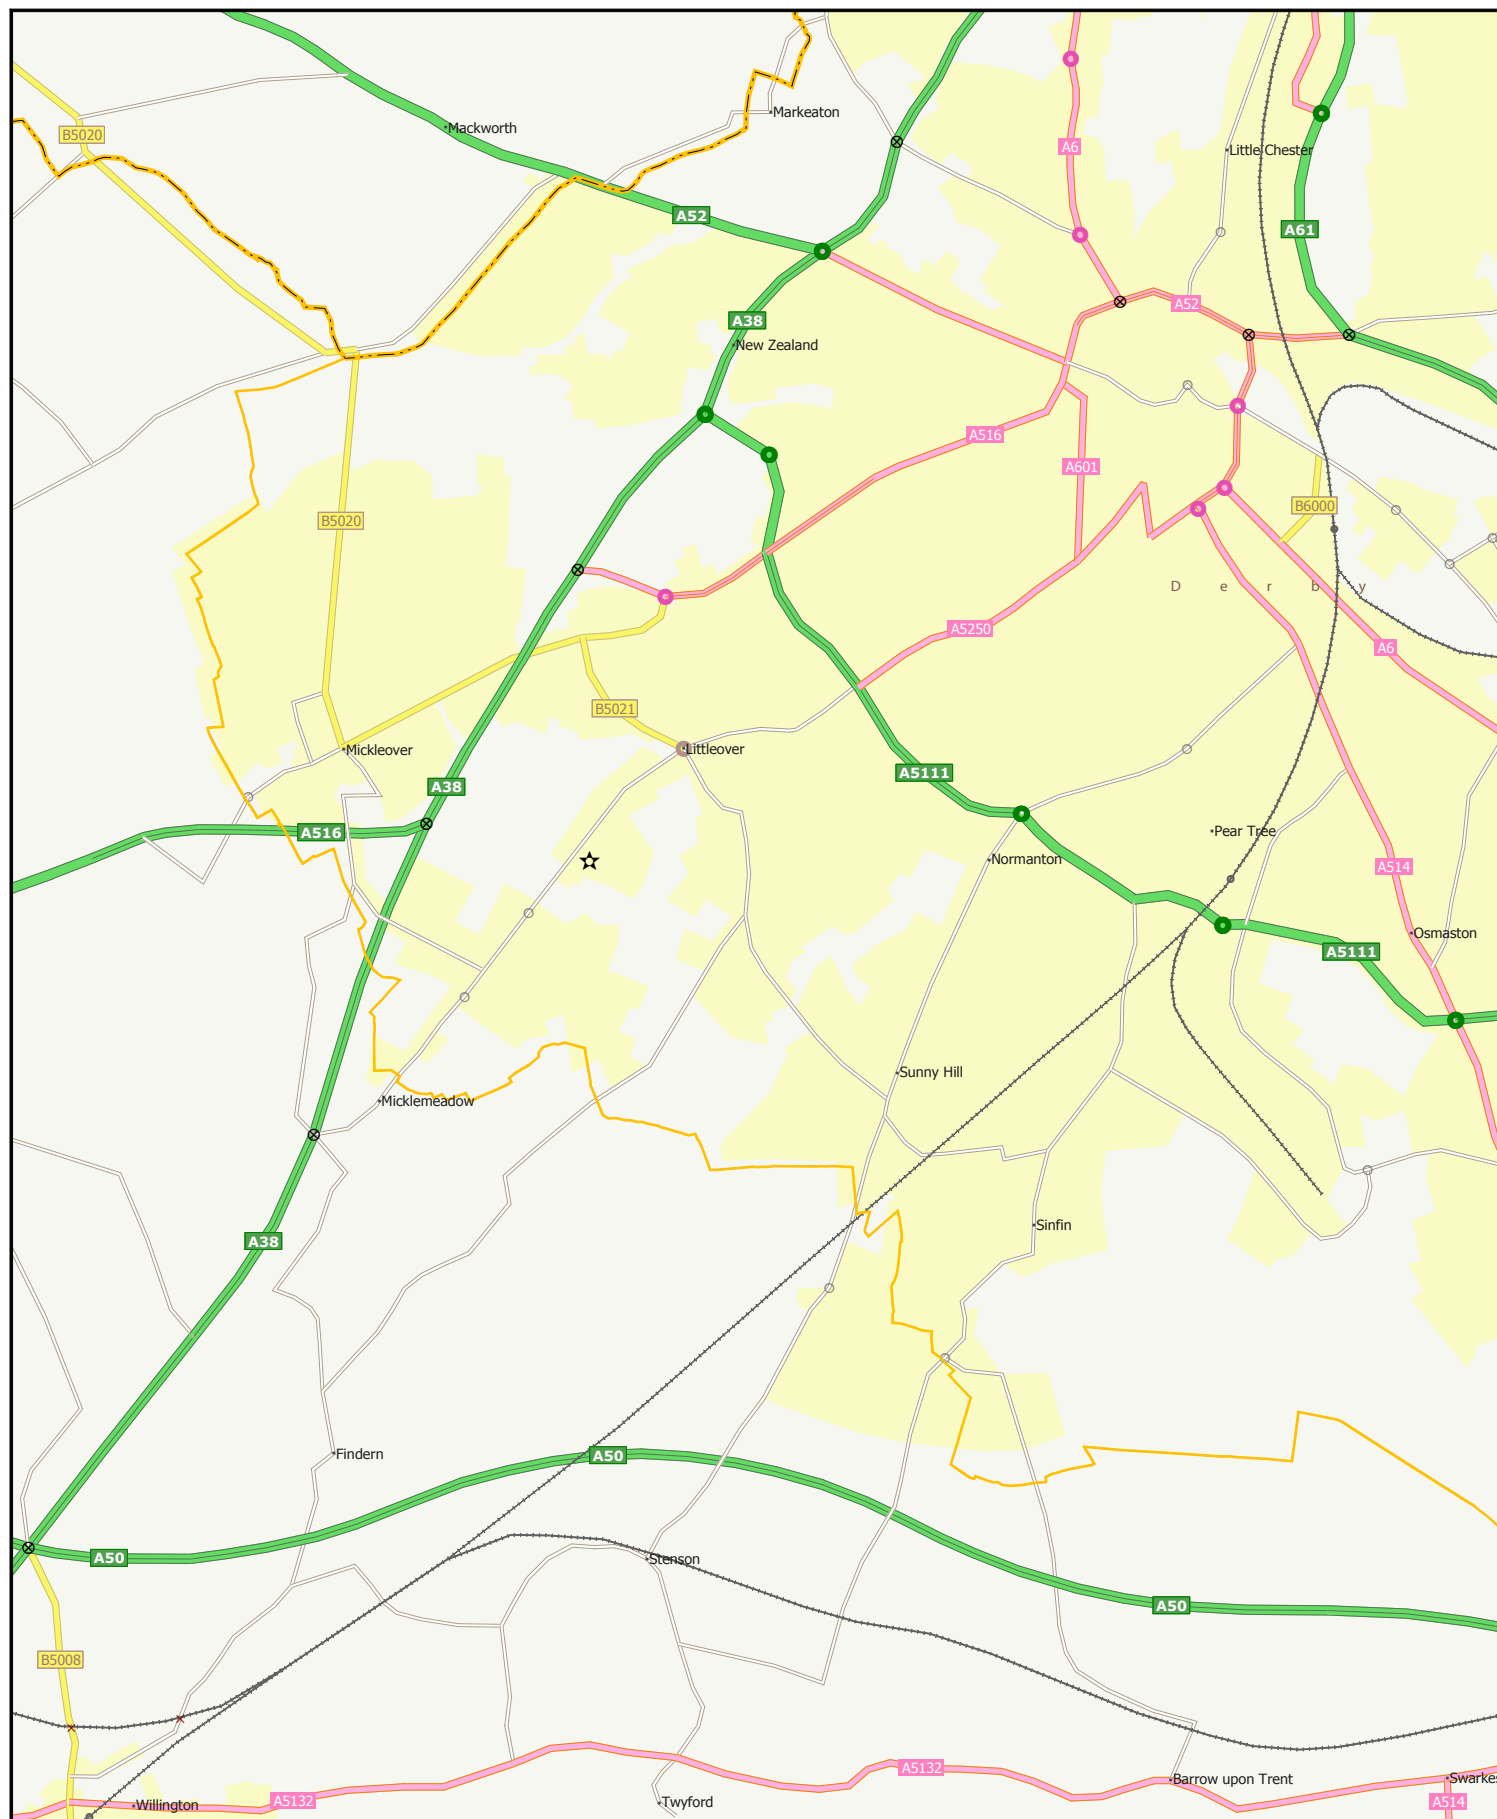 Markeaton
Mackworth
B5020
A6
Little Chester
A52
A61
A52
A38
New Zealand
A516
A601
B6000
B5020
D e r b y
A5250
A6
B5021
Mickleover
Littleover
A5111
A38
A516
Pear Tree
Normanton
A514
Osmaston
A5111
Sunny Hill
Micklemeadow
Sinfin
A38
Findern
A50
A50
Stenson
A50
B5008
A5132
Barrow upon Trent
Swarkes
A5132
A514
Willington
Twyford